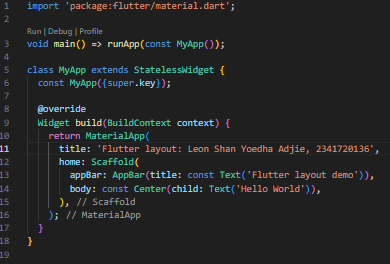 1 import 'package:flutter/material.dart';
2
Run | Debug | Profile
3 void main() => runApp(const MyApp());
4
5 class MyApp extends StatelessWidget {
6 const MyApp({super.key});
7
8 @override
9 Widget build(BuildContext context) {
10 return MaterialApp(
11 title: 'Flutter layout: Leon Shan Yoedha Adjie, 2341720136',
12 home: Scaffold(
13 appBar: AppBar(title: const Text('Flutter layout demo')),
14 body: const Center(child: Text('Hello World')),
15 ), // Scaffold
16 ); // MaterialApp
17 }
18 }
19